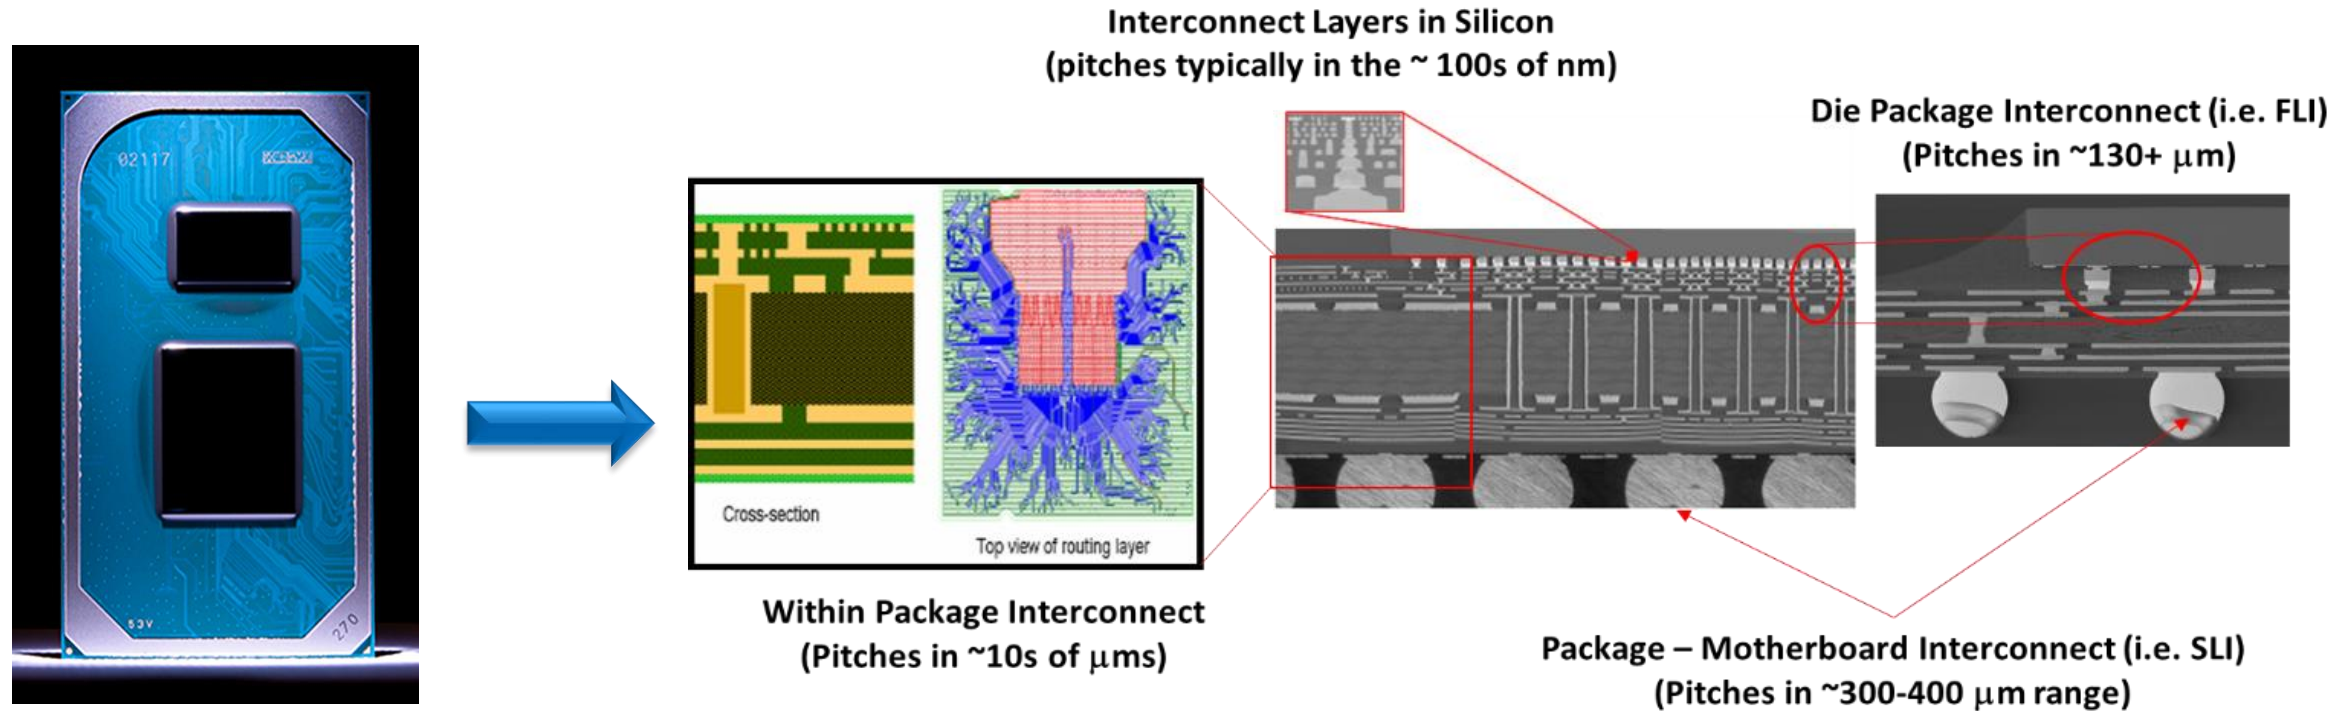 Interconnect Layers in Silicon
(pitches typically in the ~ 100s of nm)
Die Package Interconnect (i.e. FLI)
(Pitches in ~130+ μm)
02117
53V
270
Cross-section
Top view of routing layer
Within Package Interconnect
(Pitches in ~10s of μms)
Package – Motherboard Interconnect (i.e. SLI)
(Pitches in ~300-400 μm range)